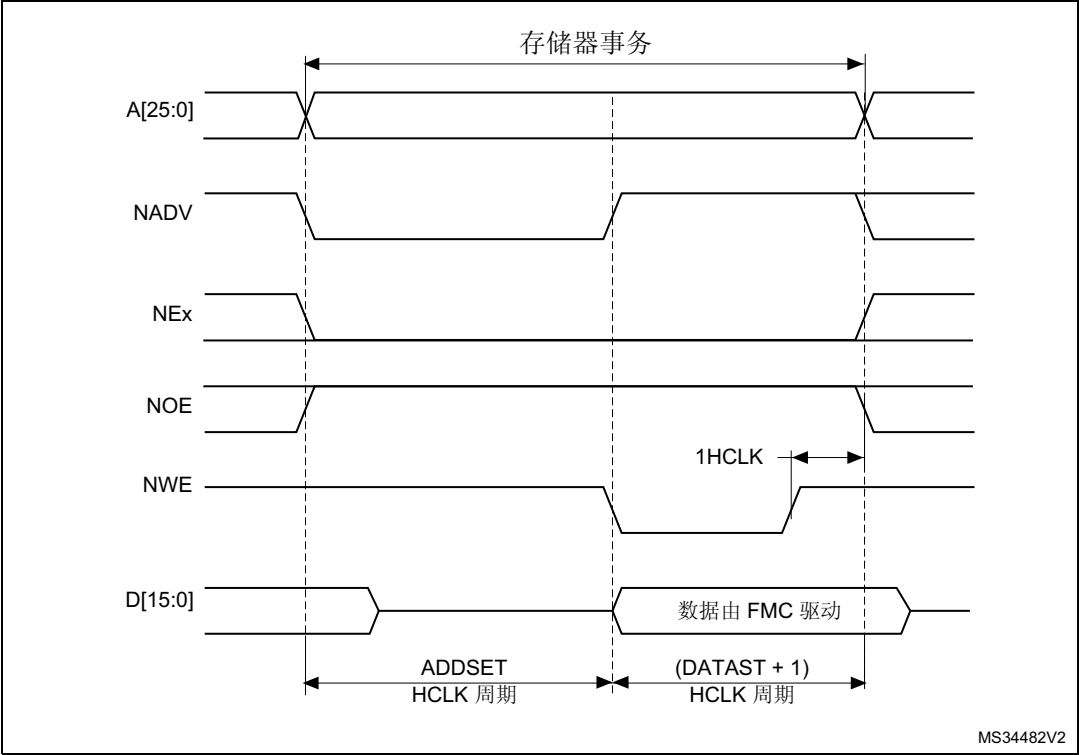 存储器事务
A[25:0]
NADV
NEx
NOE
1HCLK
NWE
D[15:0]
数据由 FMC 驱动
ADDSET
HCLK 周期
(DATAST + 1)
HCLK 周期
MS34482V2